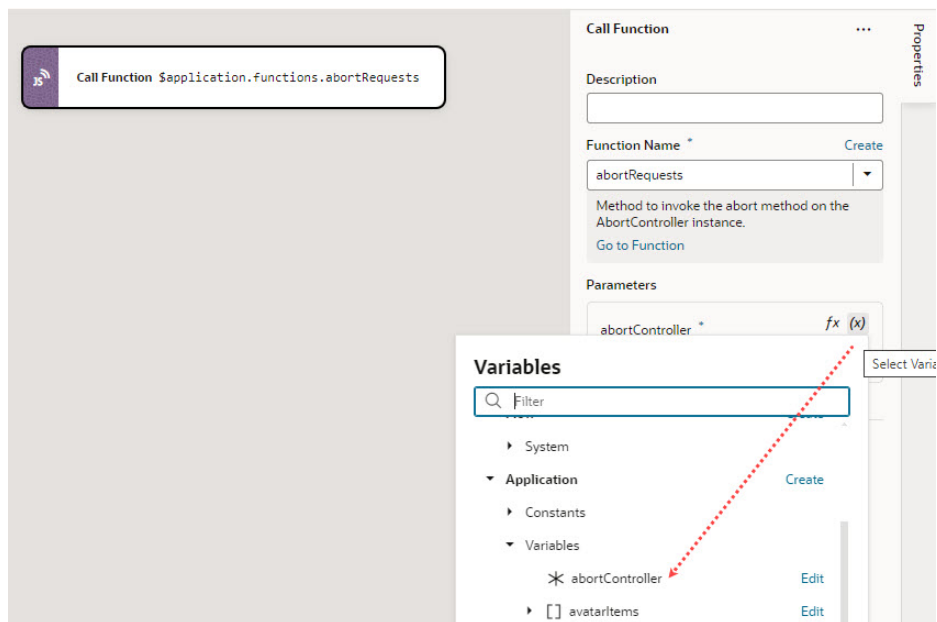 Call Function
Properties
JS
Call Function $application.functions.abortRequests
Description
Function Name *
Create
abortRequests
Method to invoke the abort method on the
AbortController instance.
Go to Function
Parameters
abortController *
fx (x)
Select Varia
Variables
Filter
System
Application
Create
Constants
Variables
abortController
Edit
[] avatarItems
Edit